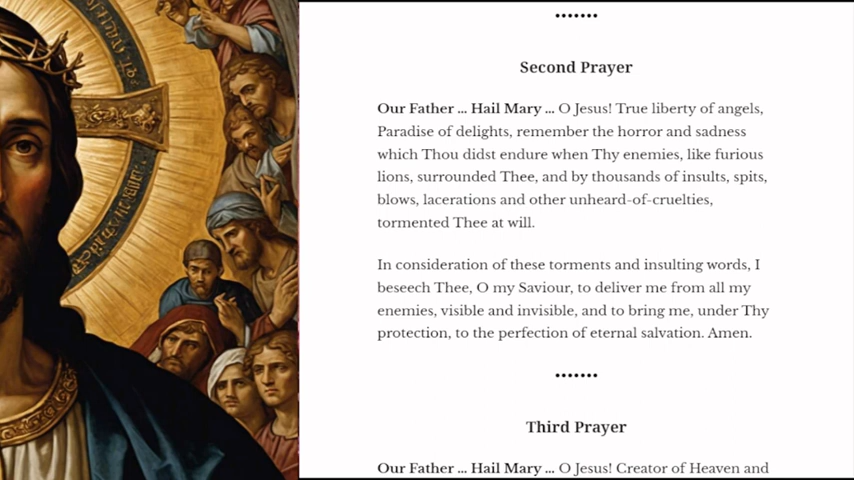 •••••••
Second Prayer
Our Father ... Hail Mary ... O Jesus! True liberty of angels,
Paradise of delights, remember the horror and sadness
which Thou didst endure when Thy enemies, like furious
lions, surrounded Thee, and by thousands of insults, spits,
blows, lacerations and other unheard-of-cruelties,
tormented Thee at will.
In consideration of these torments and insulting words, I
beseech Thee, O my Saviour, to deliver me from all my
enemies, visible and invisible, and to bring me, under Thy
protection, to the perfection of eternal salvation. Amen.
•••••••
Third Prayer
Our Father ... Hail Mary ... O Jesus! Creator of Heaven and